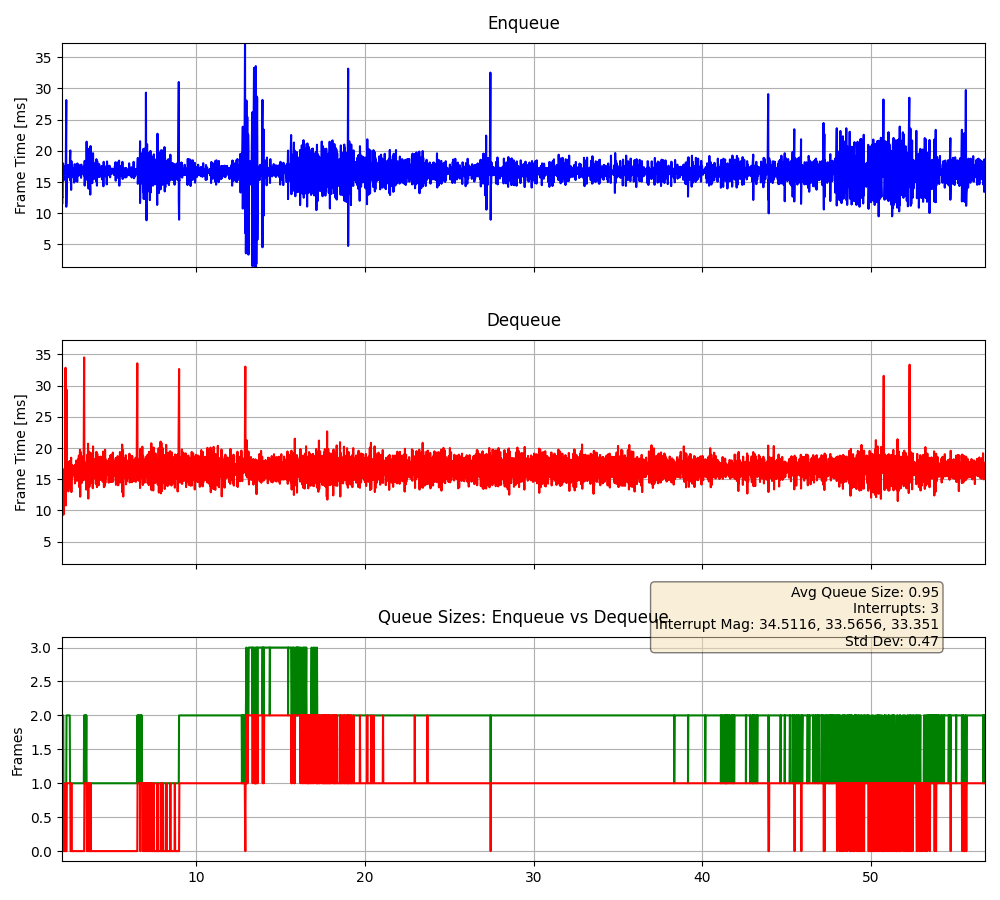 Enqueue
Frame Time [ms]
35
30
25
20
15
10
5
Dequeue
Frame Time [ms]
35
30
25
20
15
10
5
Avg Queue Size: 0.95
Interrupts: 3
Interrupt Mag: 34.5116, 33.5656, 33.351
Std Dev: 0.47
Queue Sizes: Enqueue vs Dequeue
Frames
3.0
2.5
2.0
1.5
1.0
0.5
0.0
10 20 30 40 50